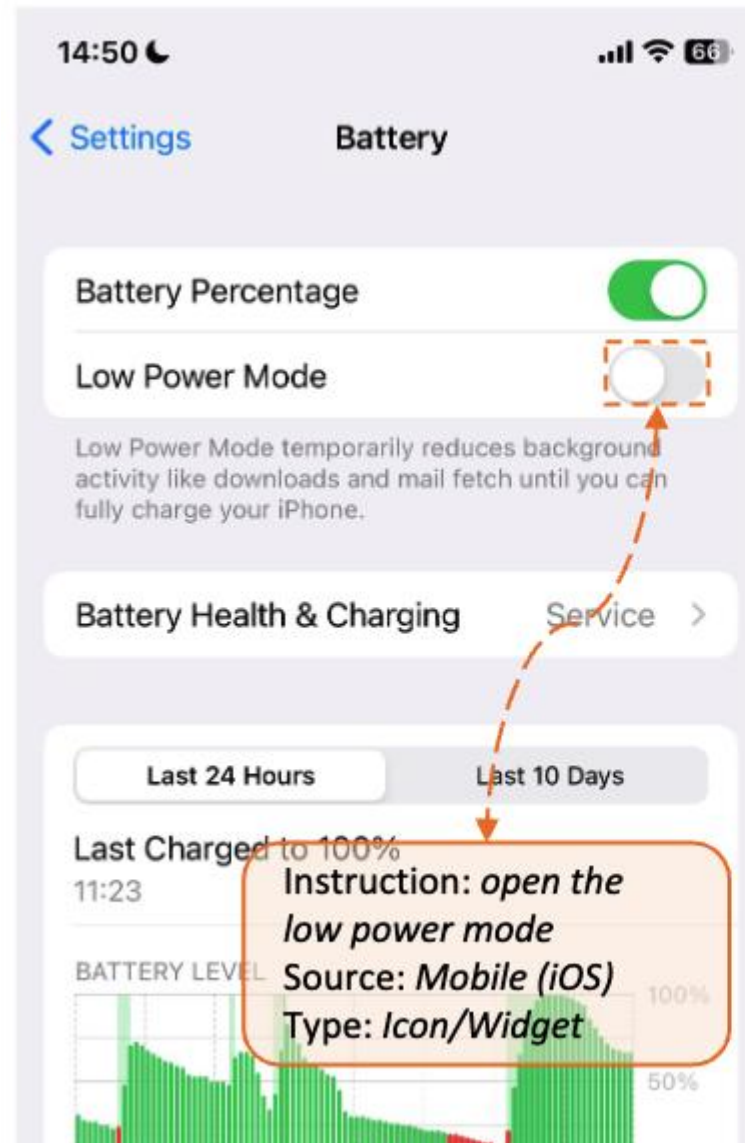 14:50
66
Settings
Battery
Battery Percentage
Low Power Mode
Low Power Mode temporarily reduces background
activity like downloads and mail fetch until you can
fully charge your iPhone.
Battery Health & Charging Service
Last 24 Hours
Last 10 Days
Last Charged to 100%
11:23
Instruction: open the
low power mode
Source: Mobile (iOS)
Type: Icon/Widget
BATTERY LEVEL
100%
50%